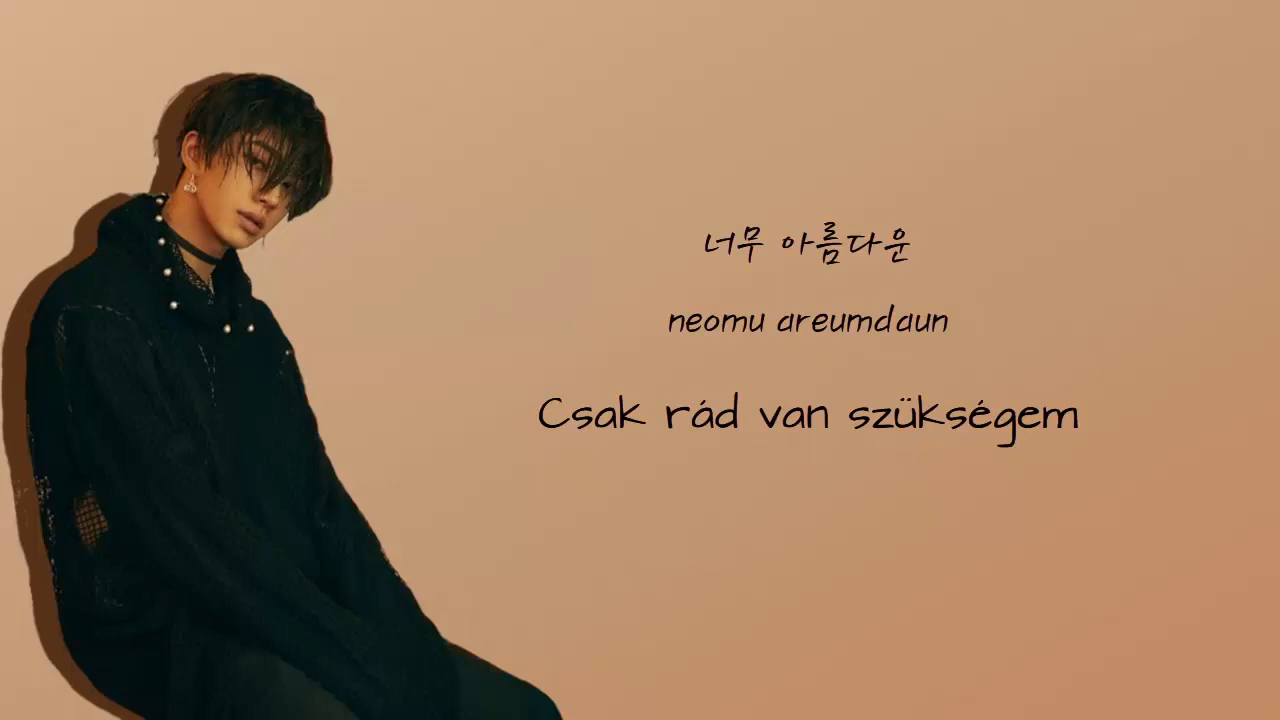 너무 아름다운
neomu areumdaun
Csak rád van szükségem